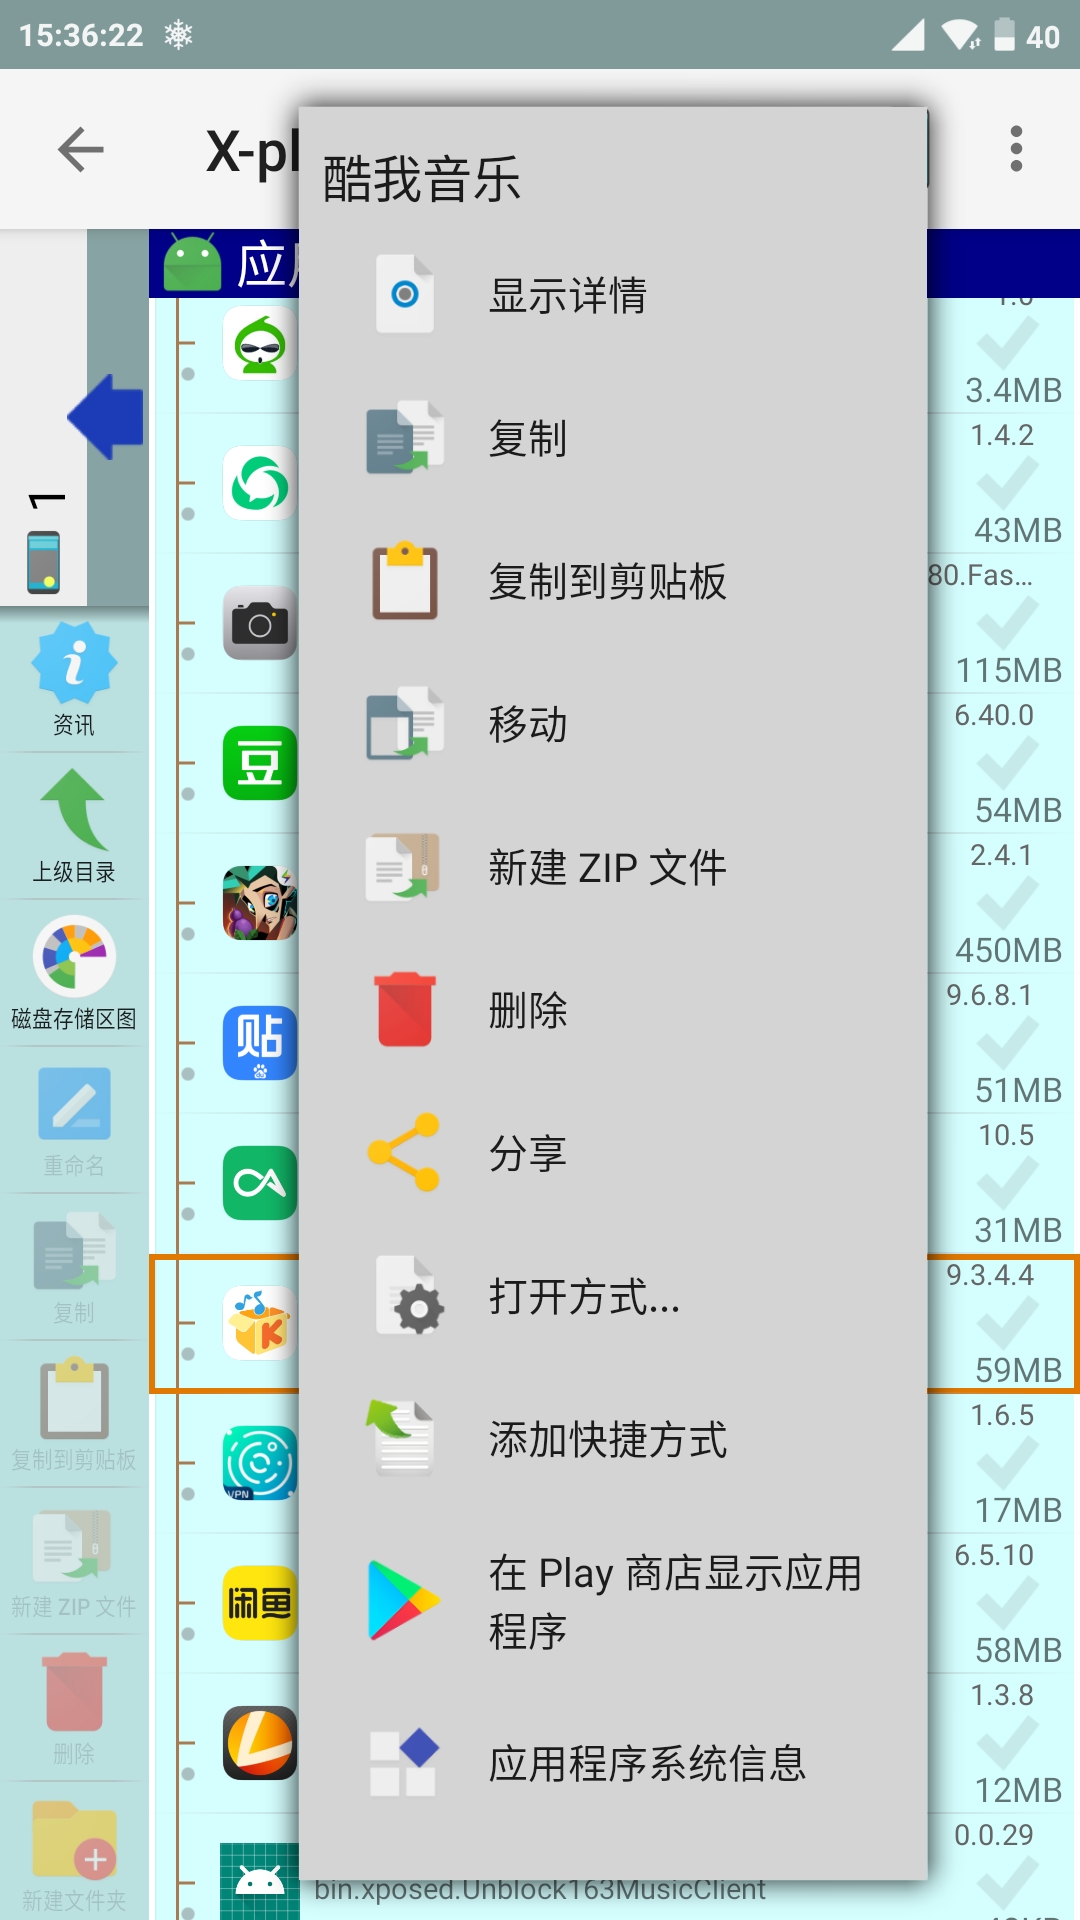 15:36:22
40
X-pl
酷我音乐
应
显示详情
复制
复制到剪贴板
移动
新建 ZIP 文件
删除
分享
打开方式...
添加快捷方式
在 Play 商店显示应用
程序
应用程序系统信息
1
资讯
上级目录
磁盘存储区图
重命名
复制
复制到剪贴板
新建 ZIP 文件
删除
新建文件夹
豆
贴
K
VPN
闲鱼
3.4MB
1.4.2
43MB
80.Fas...
115MB
6.40.0
54MB
2.4.1
450MB
9.6.8.1
51MB
10.5
31MB
9.3.4.4
59MB
1.6.5
17MB
6.5.10
58MB
1.3.8
12MB
0.0.29
bin.xposed.Unblock163MusicClient